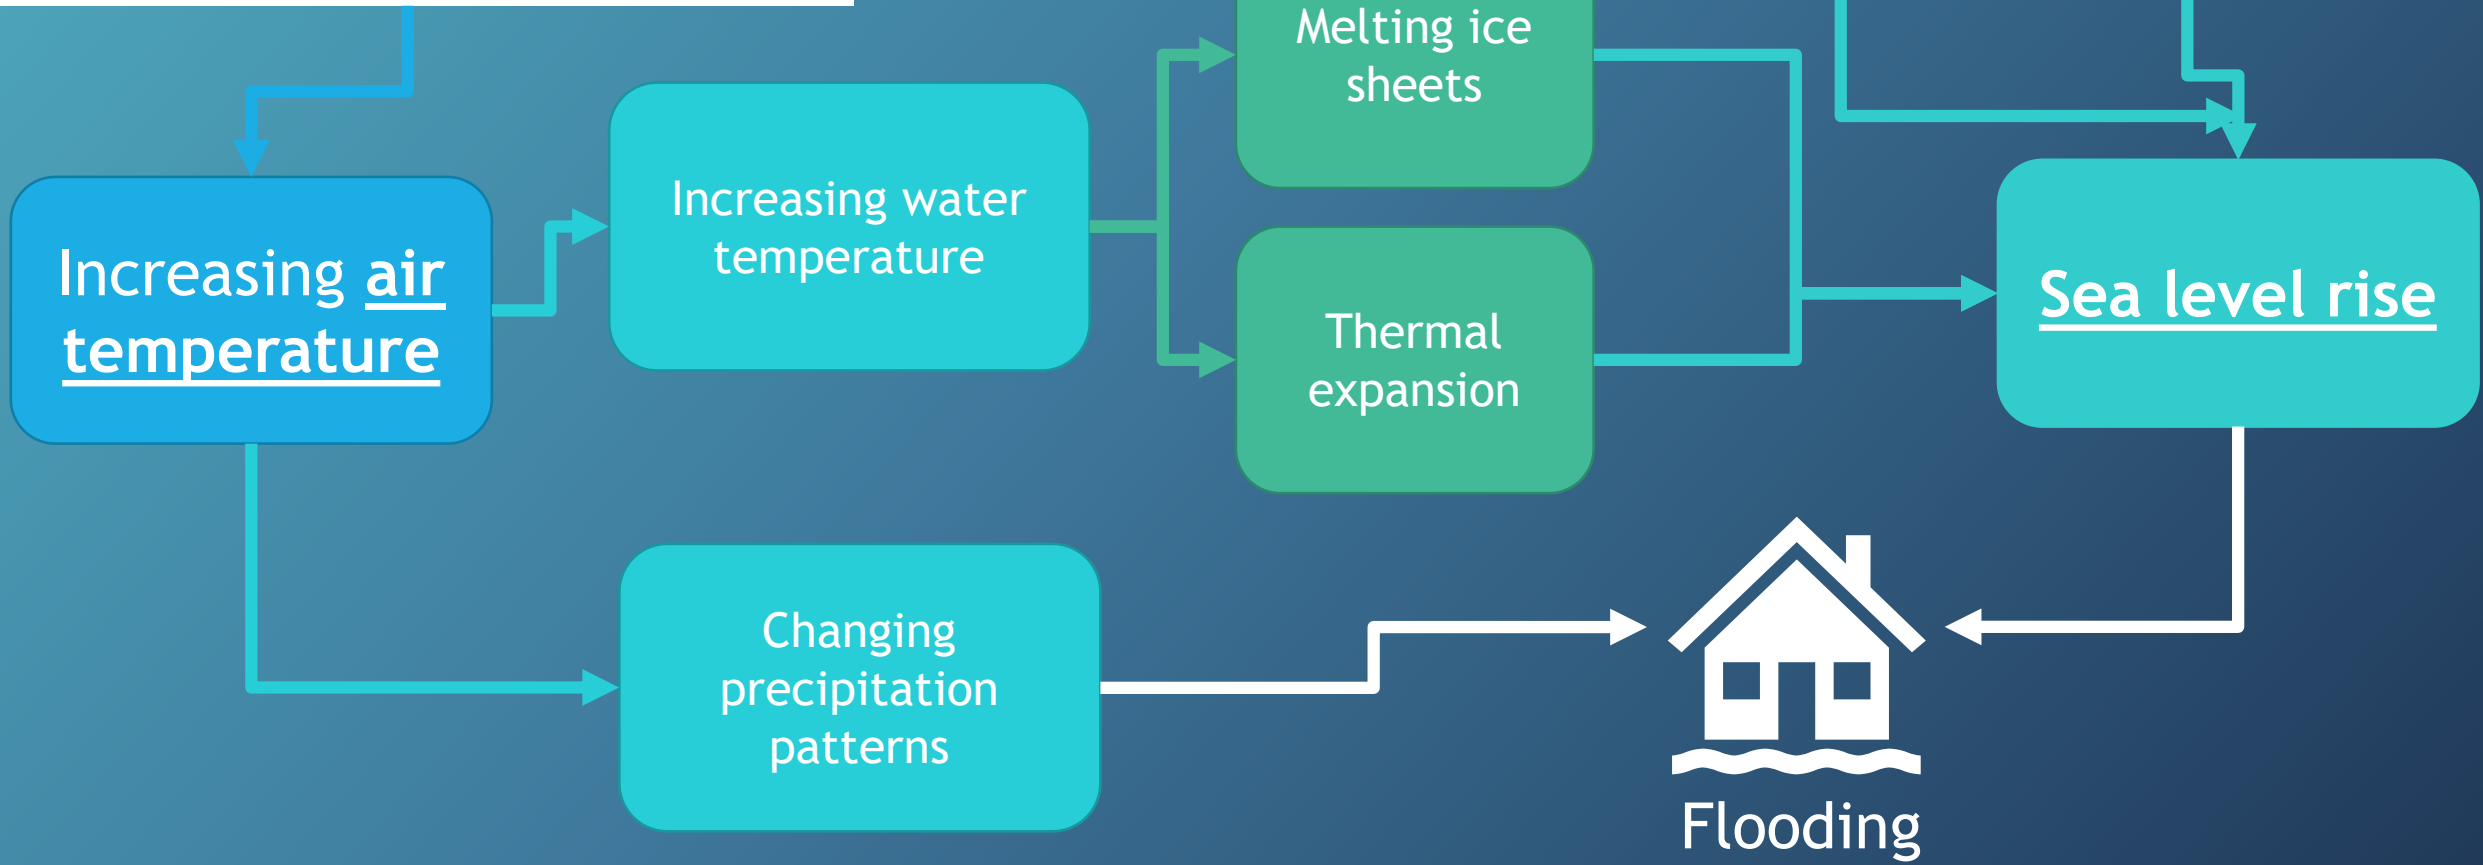 Melting ice
sheets
Increasing water
temperature
Increasing air
temperature
Sea level rise
Thermal
expansion
Changing
precipitation
patterns
Flooding